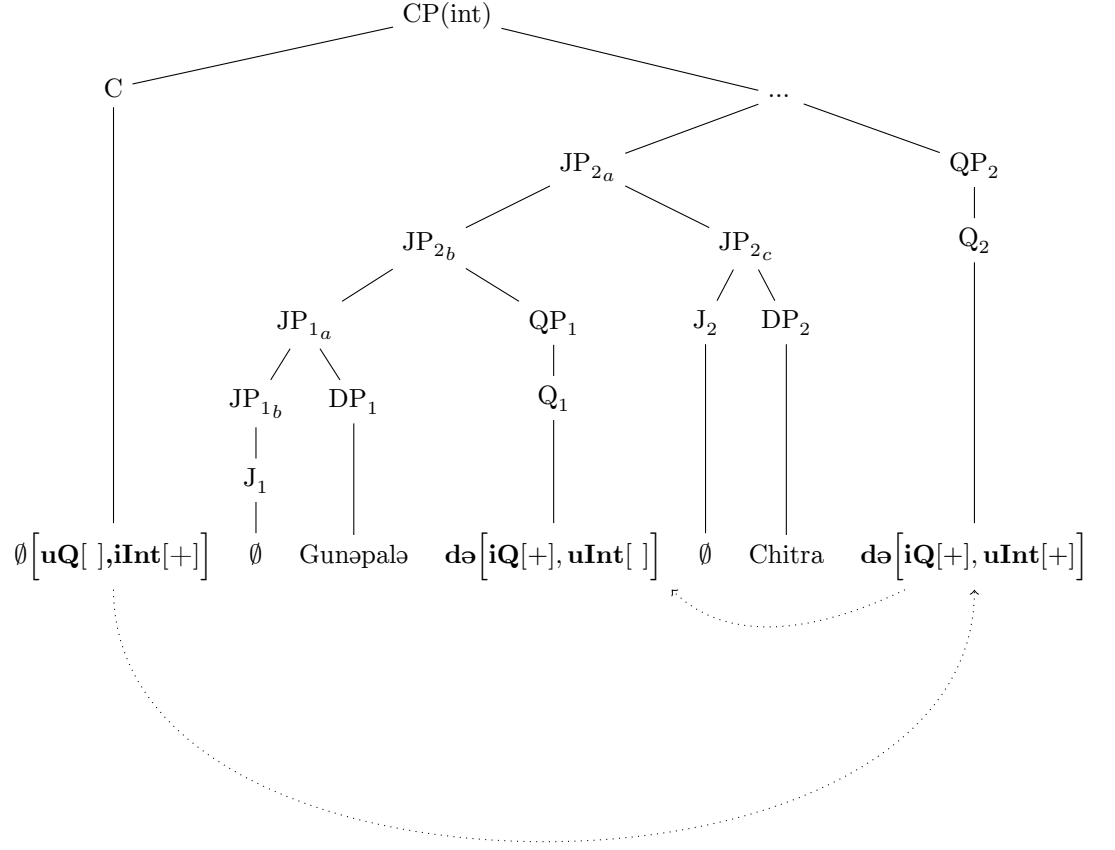 CP(int)
C ...
JP₂ₐ QP₂
JP₂b JP₂c Q₂
JP₁ₐ QP₁ J₂ DP₂
JP₁b DP₁ Q₁
J₁
∅[uQ[ ],iInt[+]] ∅ Gunəpalə də[iQ[+], uInt[ ]] ∅ Chitra də[iQ[+], uInt[+]]